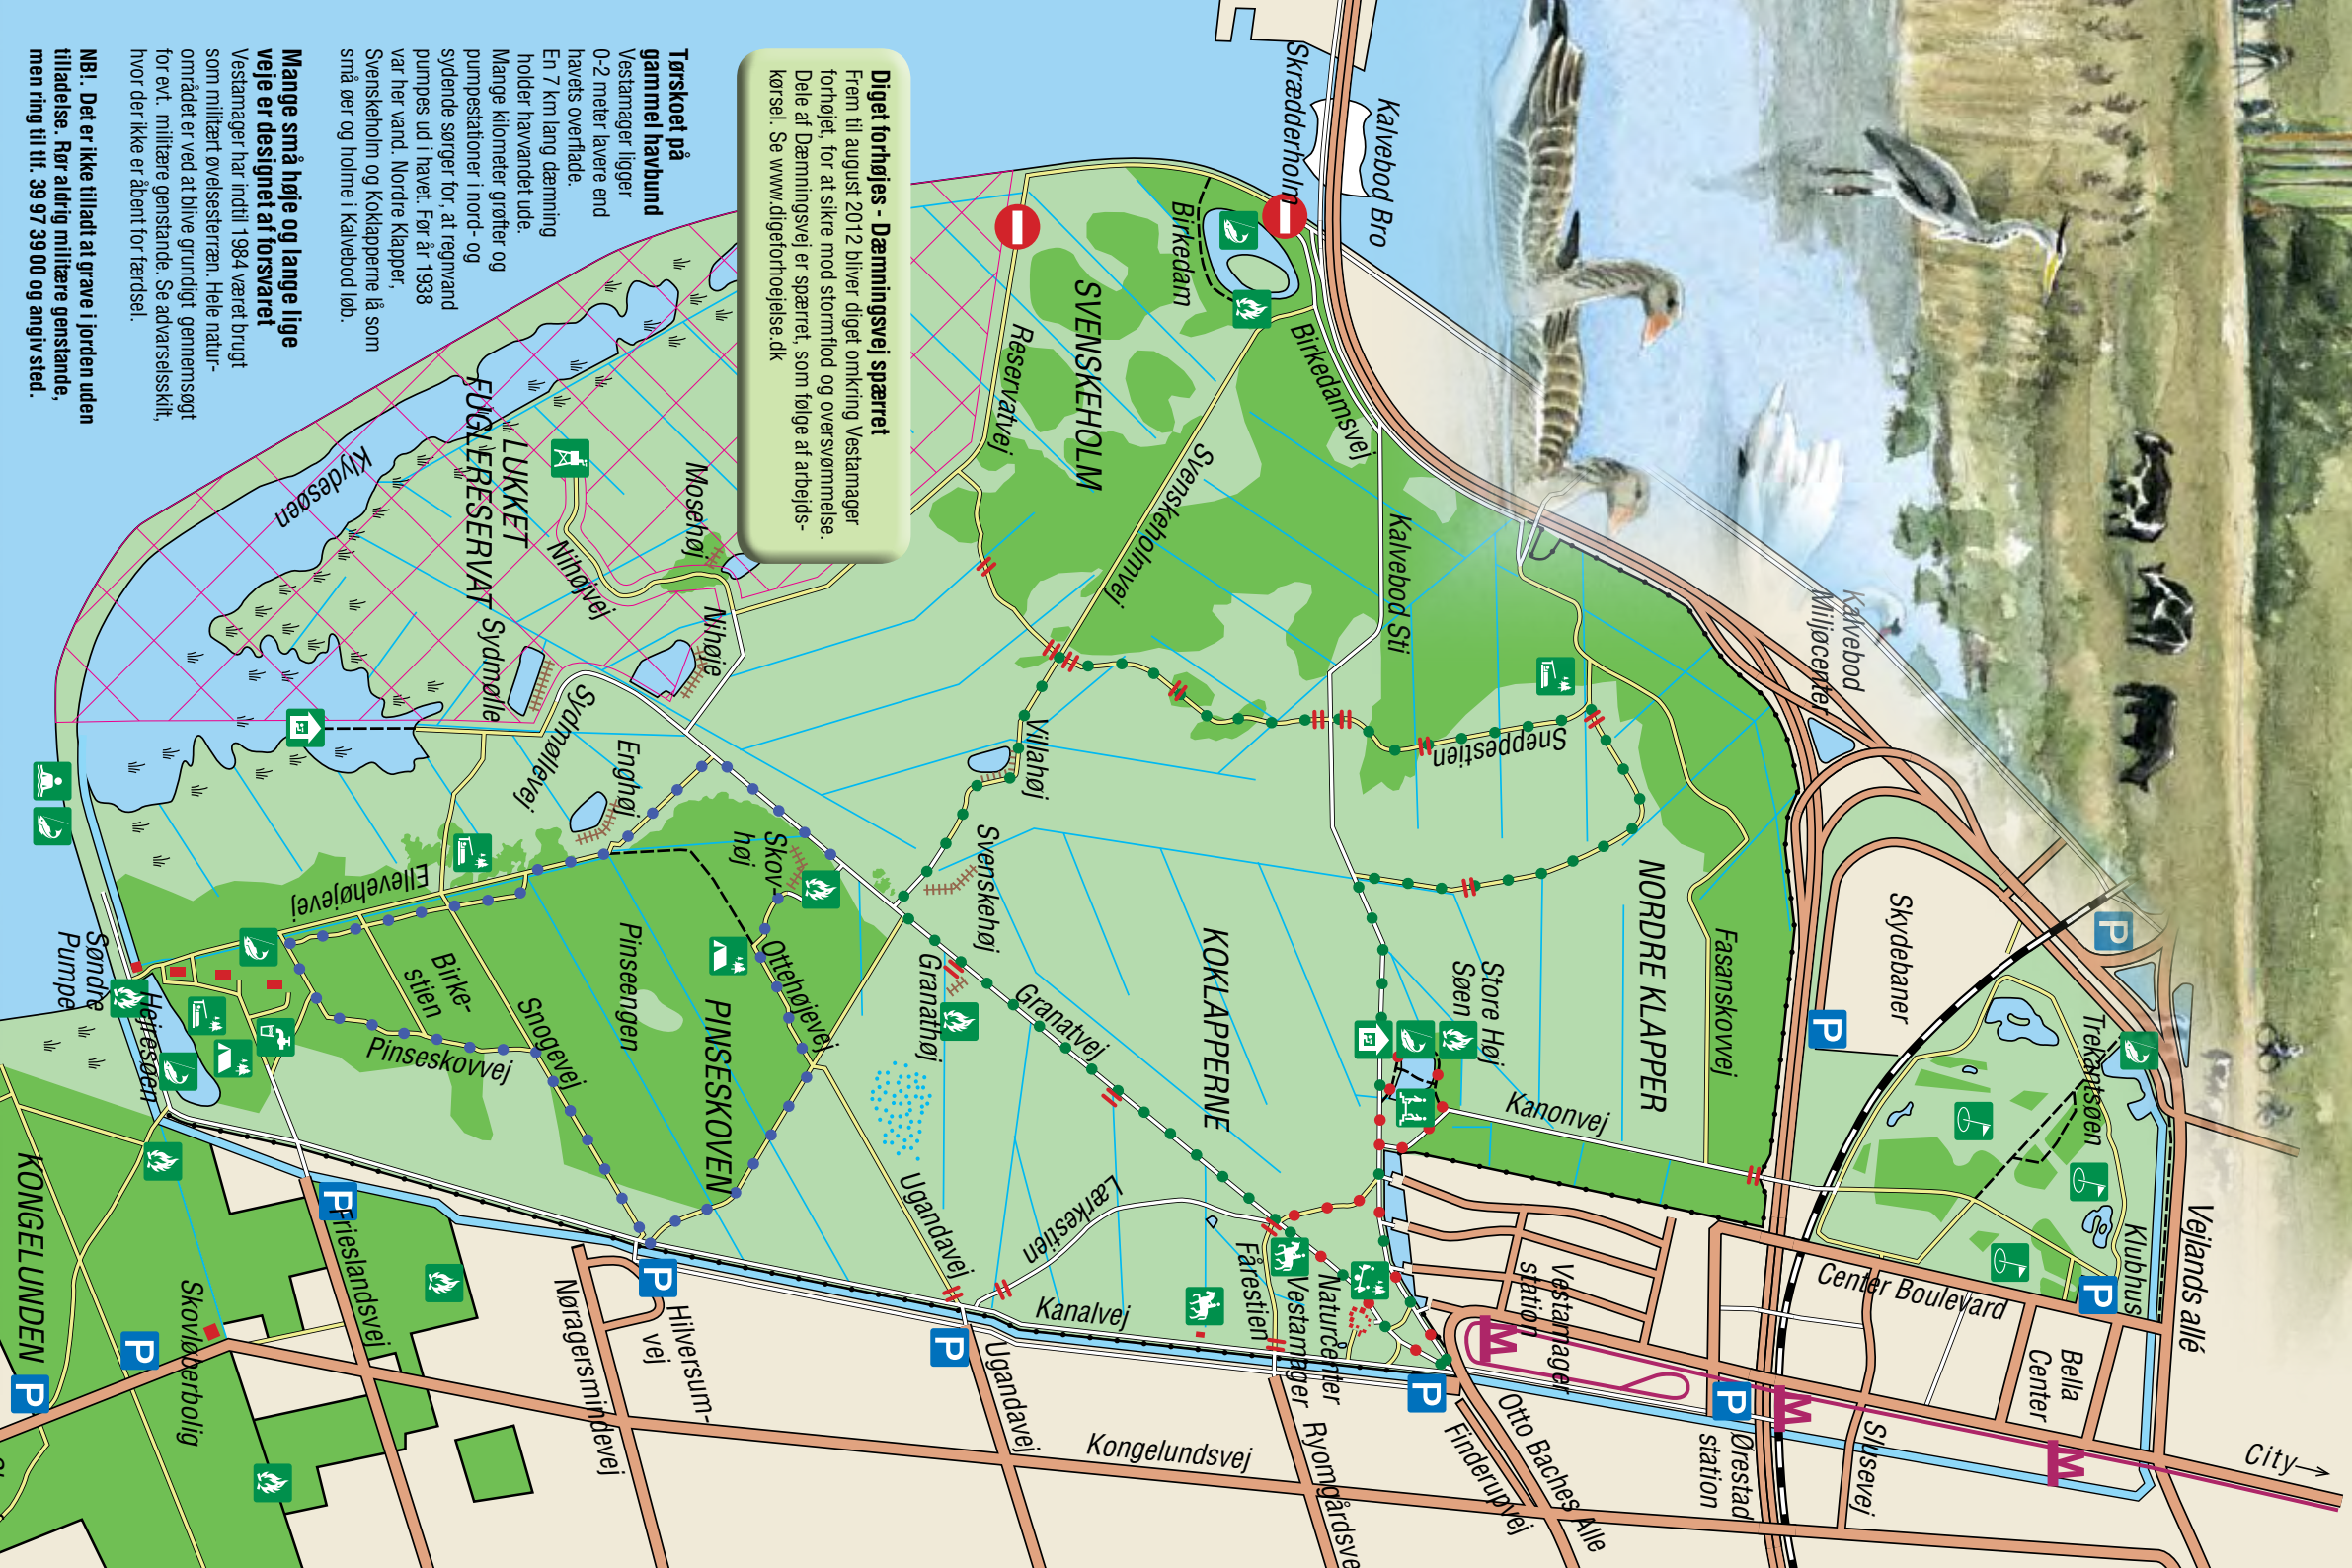 Tørskoet på
gammel havbund
Vestamager ligger
0-2 meter lavere end
havets overflade.
En 7 km lang dæmning
holder havvandet ude.
Mange kilometer grøfter og
pumpestationer i nord- og
sydende sørger for, at regnvand
pumpes ud i havet. Før år 1938
var her vand. Nordre Klapper,
Svenskeholm og Koklapperne lå som
små øer og holme i Kalvebod løb.
Mange små høje og lange lige
veje er designet af forsvaret
Vestamager har indtil 1984 været brugt
som militært øvelsesterræn. Hele natur-
området er ved at blive grundigt gennemsøgt
for evt. militære genstande. Se advarselsskilt,
hvor der ikke er åbent for færdsel.
NB!. Det er ikke tilladt at grave i jorden uden
tilladelse. Rør aldrig militære genstande,
men ring til tlf. 39 97 39 00 og angiv sted.
Diget forhøjes - Dæmningsvej spærret
Frem til august 2012 bliver diget omkring Vestamager
forhøjet, for at sikre mod stormflod og oversvømmelse.
Dele af Dæmningsvej er spærret, som følge af arbejds-
kørsel. Se www.digeforhoejelse.dk
Kalvebod Bro
Skrædderholm
Birkedam
Birkedamsvej
SVENSKEHOLM
Reservatvej
Svenskeholmvej
Kalvebod Sti
Kalvebod
Miljøcenter
Sneppestien
LUKKET
FUGLERESERVAT
Klydesøen
Mosehøj
Nihøjvej
Nihøje
Sydmølle
Sydmøllevej
Enghøj
Villahøj
Svenskehøj
Skov-
høj
Ellevehøjevej
Pinseengen
PINSESKOVEN
Ottehøjevej
Granathøj
Granatvej
KOKLAPPERNE
Store Høj
Søen
NORDRE KLAPPER
Fasanskovvej
Skydebaner
P
P
Trekantsøen
Kanonvej
Birke-
stien
Snogevej
Pinseskovvej
Søndre
Pumpe
Hejresøen
Ugandavej
Lærkestien
Kanalvej
Fårestien
Naturcenter
Vestamager
Vestamager
station
M
Center Boulevard
Klubhus
P
Vejlands allé
Bella
Center
M
M
P
Ørestad
station
Slusevej
City
Otto Baches Alle
Finderupvej
P
Ryomgårdsve
Kongelundsvej
Ugandavej
P
Hilversum-
vej
P
Nøragersmindevej
Frieslandsvej
P
Skovløberbolig
P
P
KONGELUNDEN